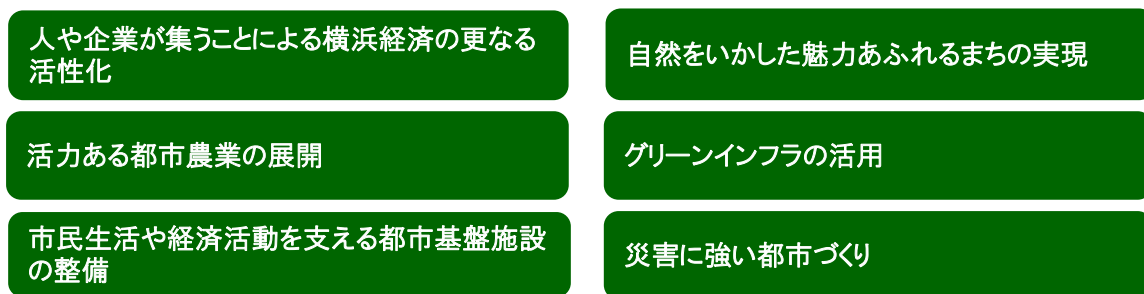 人や企業が集うことによる横浜経済の更なる
活性化
自然をいかした魅力あふれるまちの実現
活力ある都市農業の展開
グリーンインフラの活用
市民生活や経済活動を支える都市基盤施設
の整備
災害に強い都市づくり